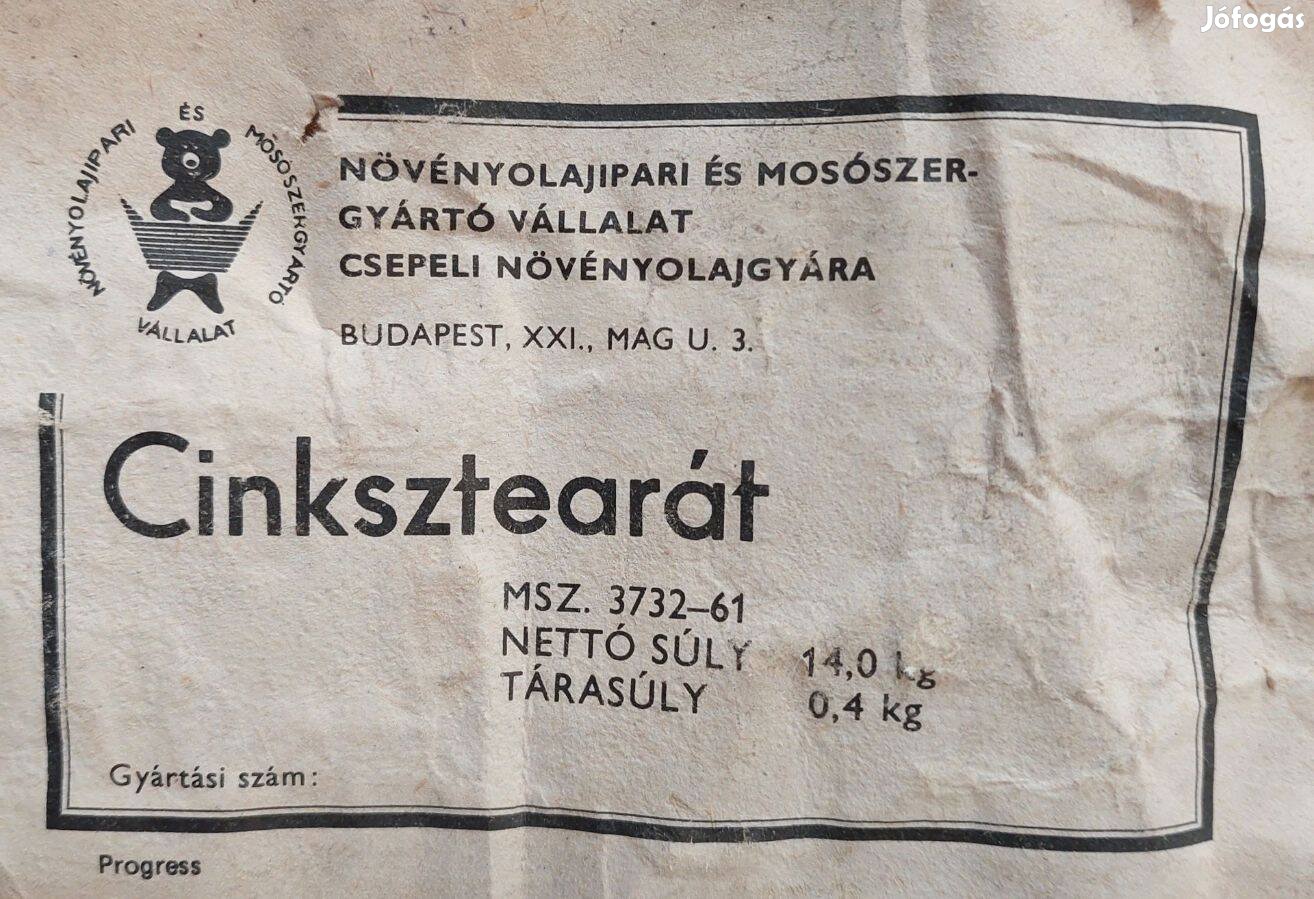 Jófogás
NÖVÉNYOLAJIPARI ÉS MOSÓSZERGYÁRTÓ VÁLLALAT
NÖVÉNYOLAJIPARI ÉS MOSÓSZER-
GYÁRTÓ VÁLLALAT
CSEPELI NÖVÉNYOLAJGYÁRA
BUDAPEST, XXI., MAG U. 3.
Cinksztearát
MSZ. 3732–61
NETTÓ SÚLY 14,0 kg
TÁRASÚLY 0,4 kg
Gyártási szám:
Progress